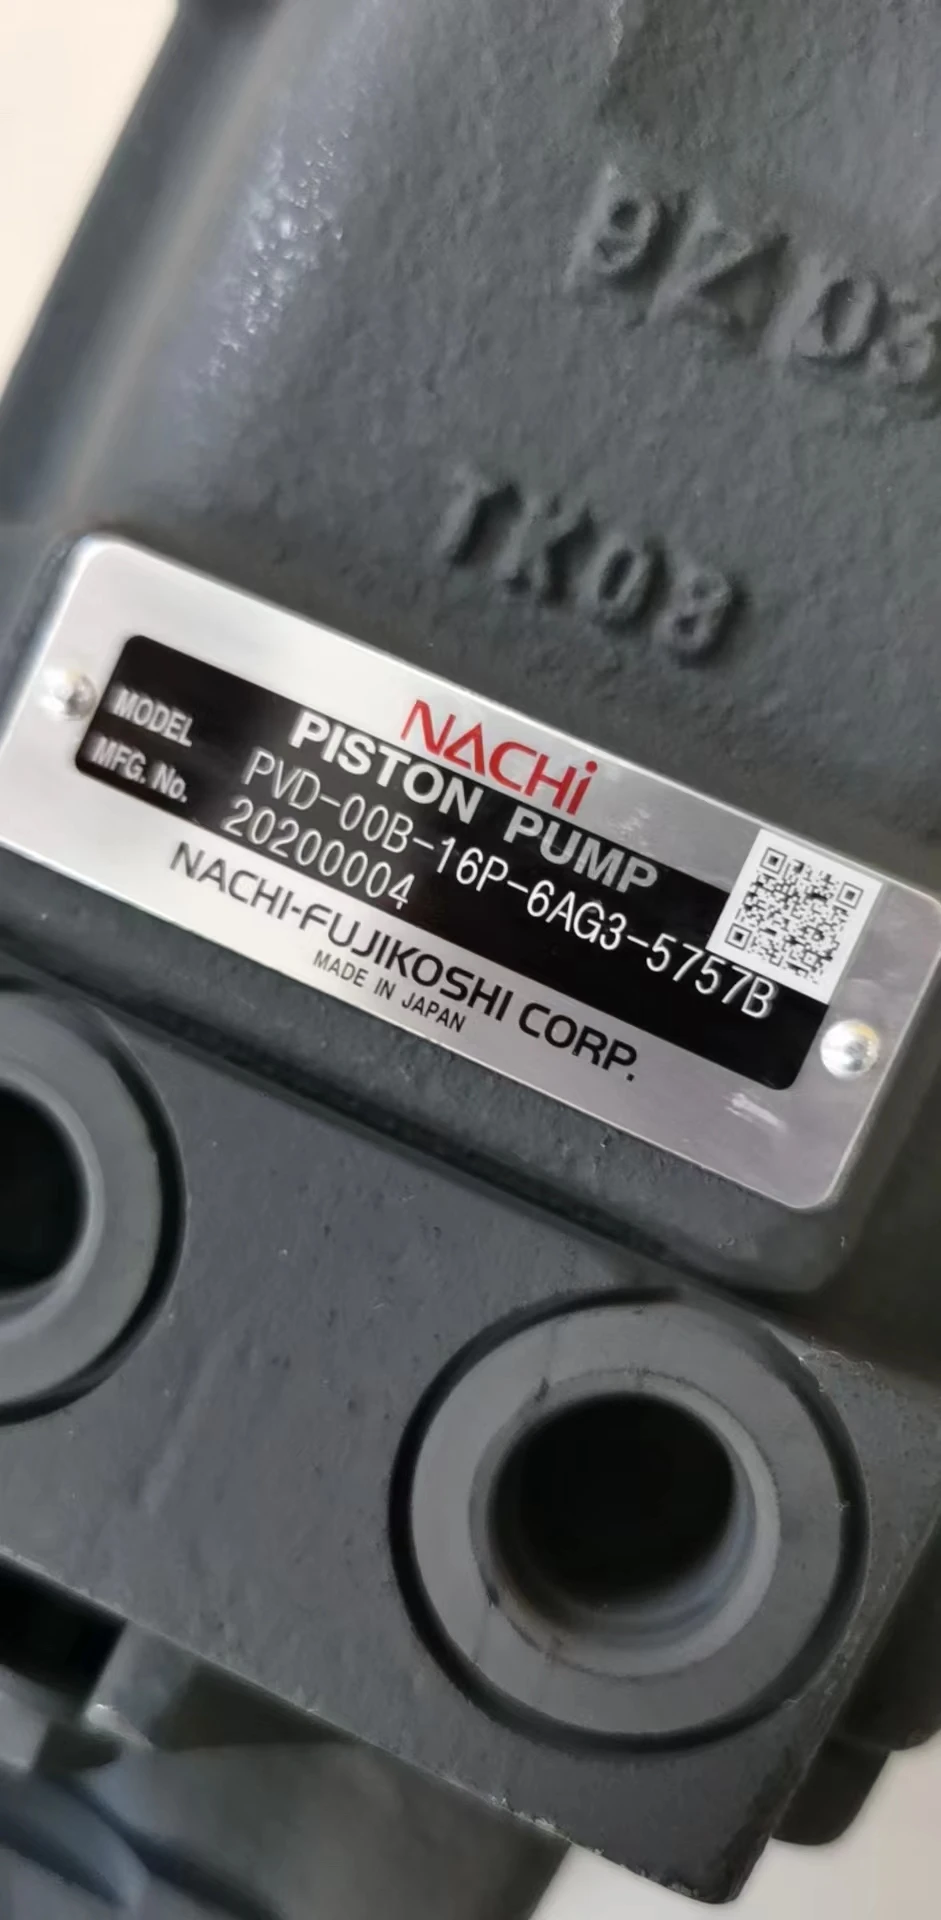 TK08
NACHi
PISTON PUMP
MODEL PVD-00B-16P-6AG3-5757B
MFG. No. 20200004
NACHI-FUJIKOSHI CORP.
MADE IN JAPAN